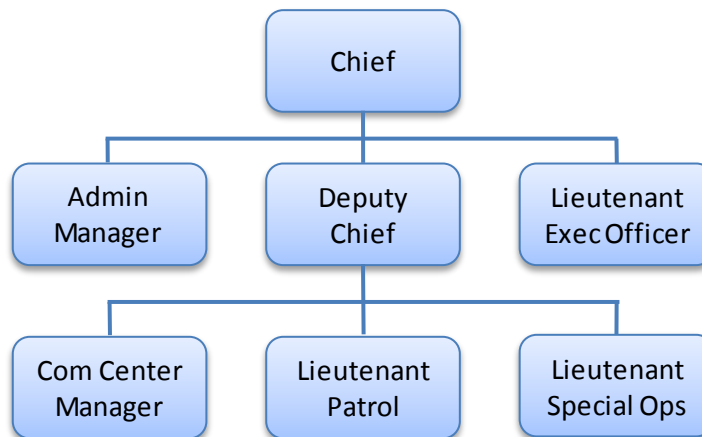 Chief
Admin
Manager
Deputy
Chief
Lieutenant
Exec Officer
Com Center
Manager
Lieutenant
Patrol
Lieutenant
Special Ops